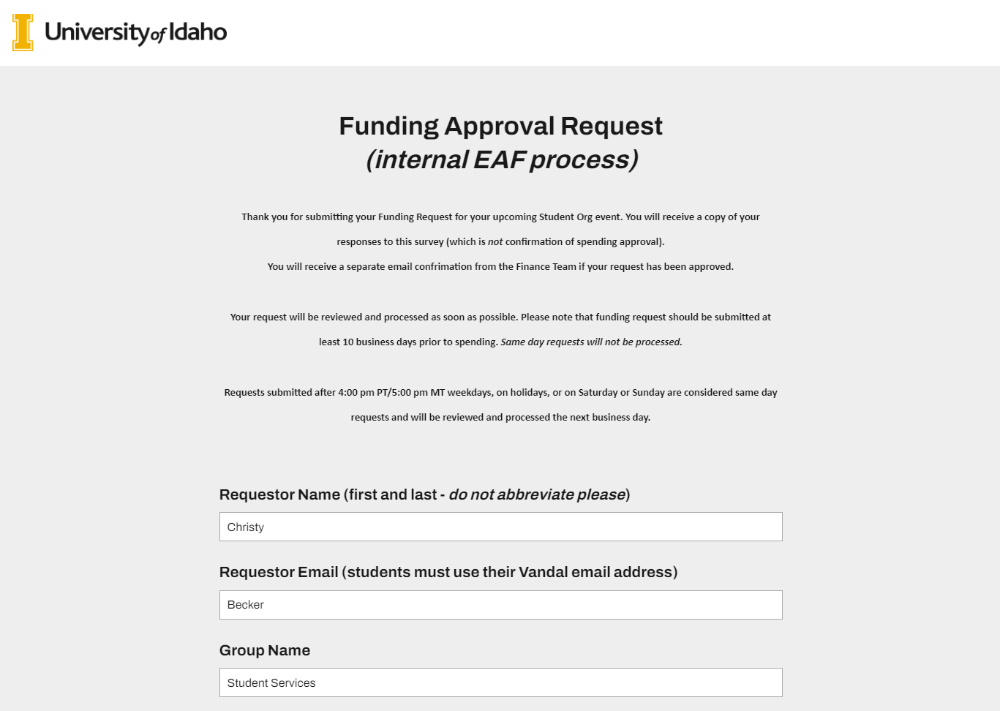 University of Idaho
Funding Approval Request
(internal EAF process)
Thank you for submitting your Funding Request for your upcoming Student Org event. You will receive a copy of your
responses to this survey (which is not confirmation of spending approval).
You will receive a separate email confrimation from the Finance Team if your request has been approved.
Your request will be reviewed and processed as soon as possible. Please note that funding request should be submitted at
least 10 business days prior to spending. Same day requests will not be processed.
Requests submitted after 4:00 pm PT/5:00 pm MT weekdays, on holidays, or on Saturday or Sunday are considered same day
requests and will be reviewed and processed the next business day.
Requestor Name (first and last - do not abbreviate please)
Christy
Requestor Email (students must use their Vandal email address)
Becker
Group Name
Student Services